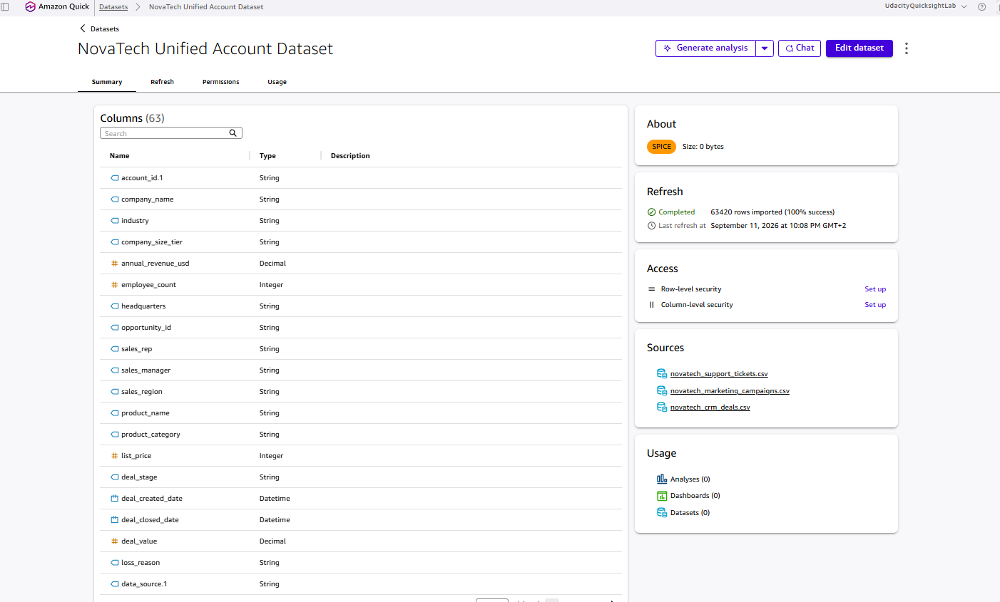 Amazon Quick Datasets NovaTech Unified Account Dataset UdacityQuicksightLab
Datasets
NovaTech Unified Account Dataset
Generate analysis Chat Edit dataset
Summary Refresh Permissions Usage
Columns (63)
Search
Name Type Description
account_id.1 String
company_name String
industry String
company_size_tier String
annual_revenue_usd Decimal
employee_count Integer
headquarters String
opportunity_id String
sales_rep String
sales_manager String
sales_region String
product_name String
product_category String
list_price Integer
deal_stage String
deal_created_date Datetime
deal_closed_date Datetime
deal_value Decimal
loss_reason String
data_source.1 String
About
SPICE Size: 0 bytes
Refresh
Completed 63420 rows imported (100% success)
Last refresh at September 11, 2026 at 10:08 PM GMT+2
Access
Row-level security Set up
Column-level security Set up
Sources
novatech_support_tickets.csv
novatech_marketing_campaigns.csv
novatech_crm_deals.csv
Usage
Analyses (0)
Dashboards (0)
Datasets (0)